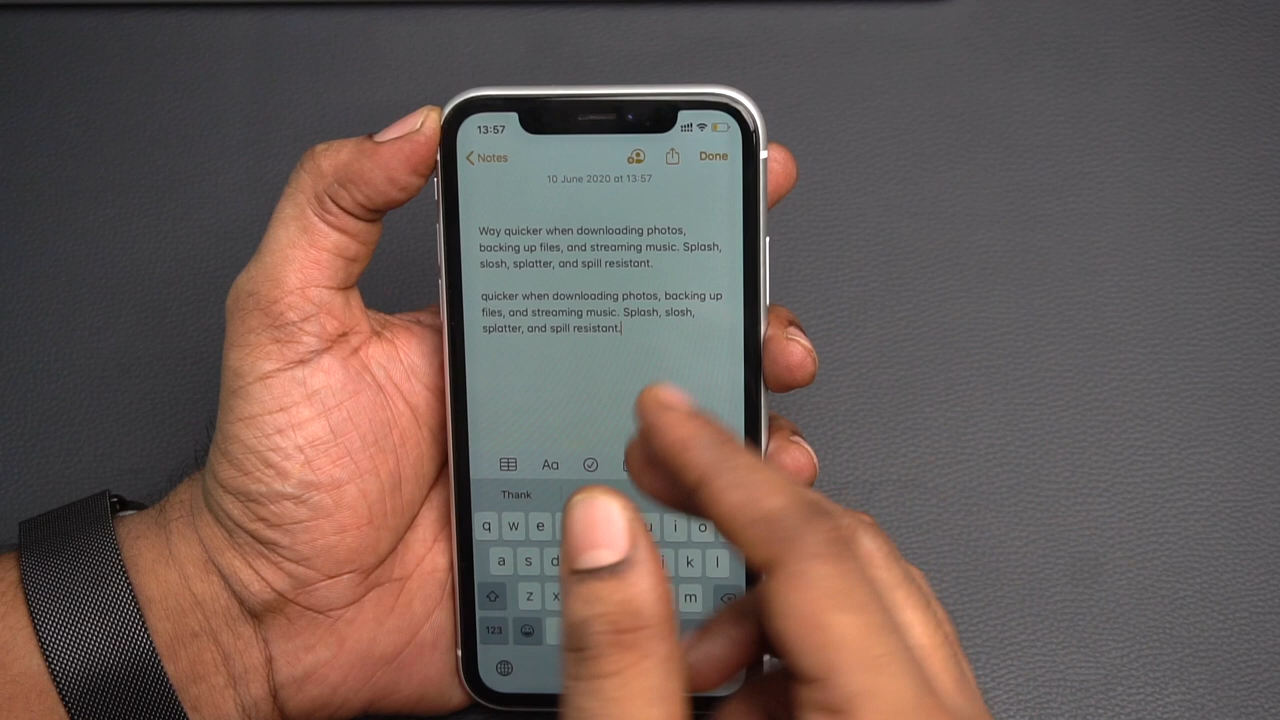 13:57
Notes
Done
10 June 2020 at 13:57
Way quicker when downloading photos,
backing up files, and streaming music. Splash,
slosh, splatter, and spill resistant.
quicker when downloading photos, backing up
files, and streaming music. Splash, slosh,
splatter, and spill resistant.
Aa
Thank
q w e u i o
a s d k l
z x m
123